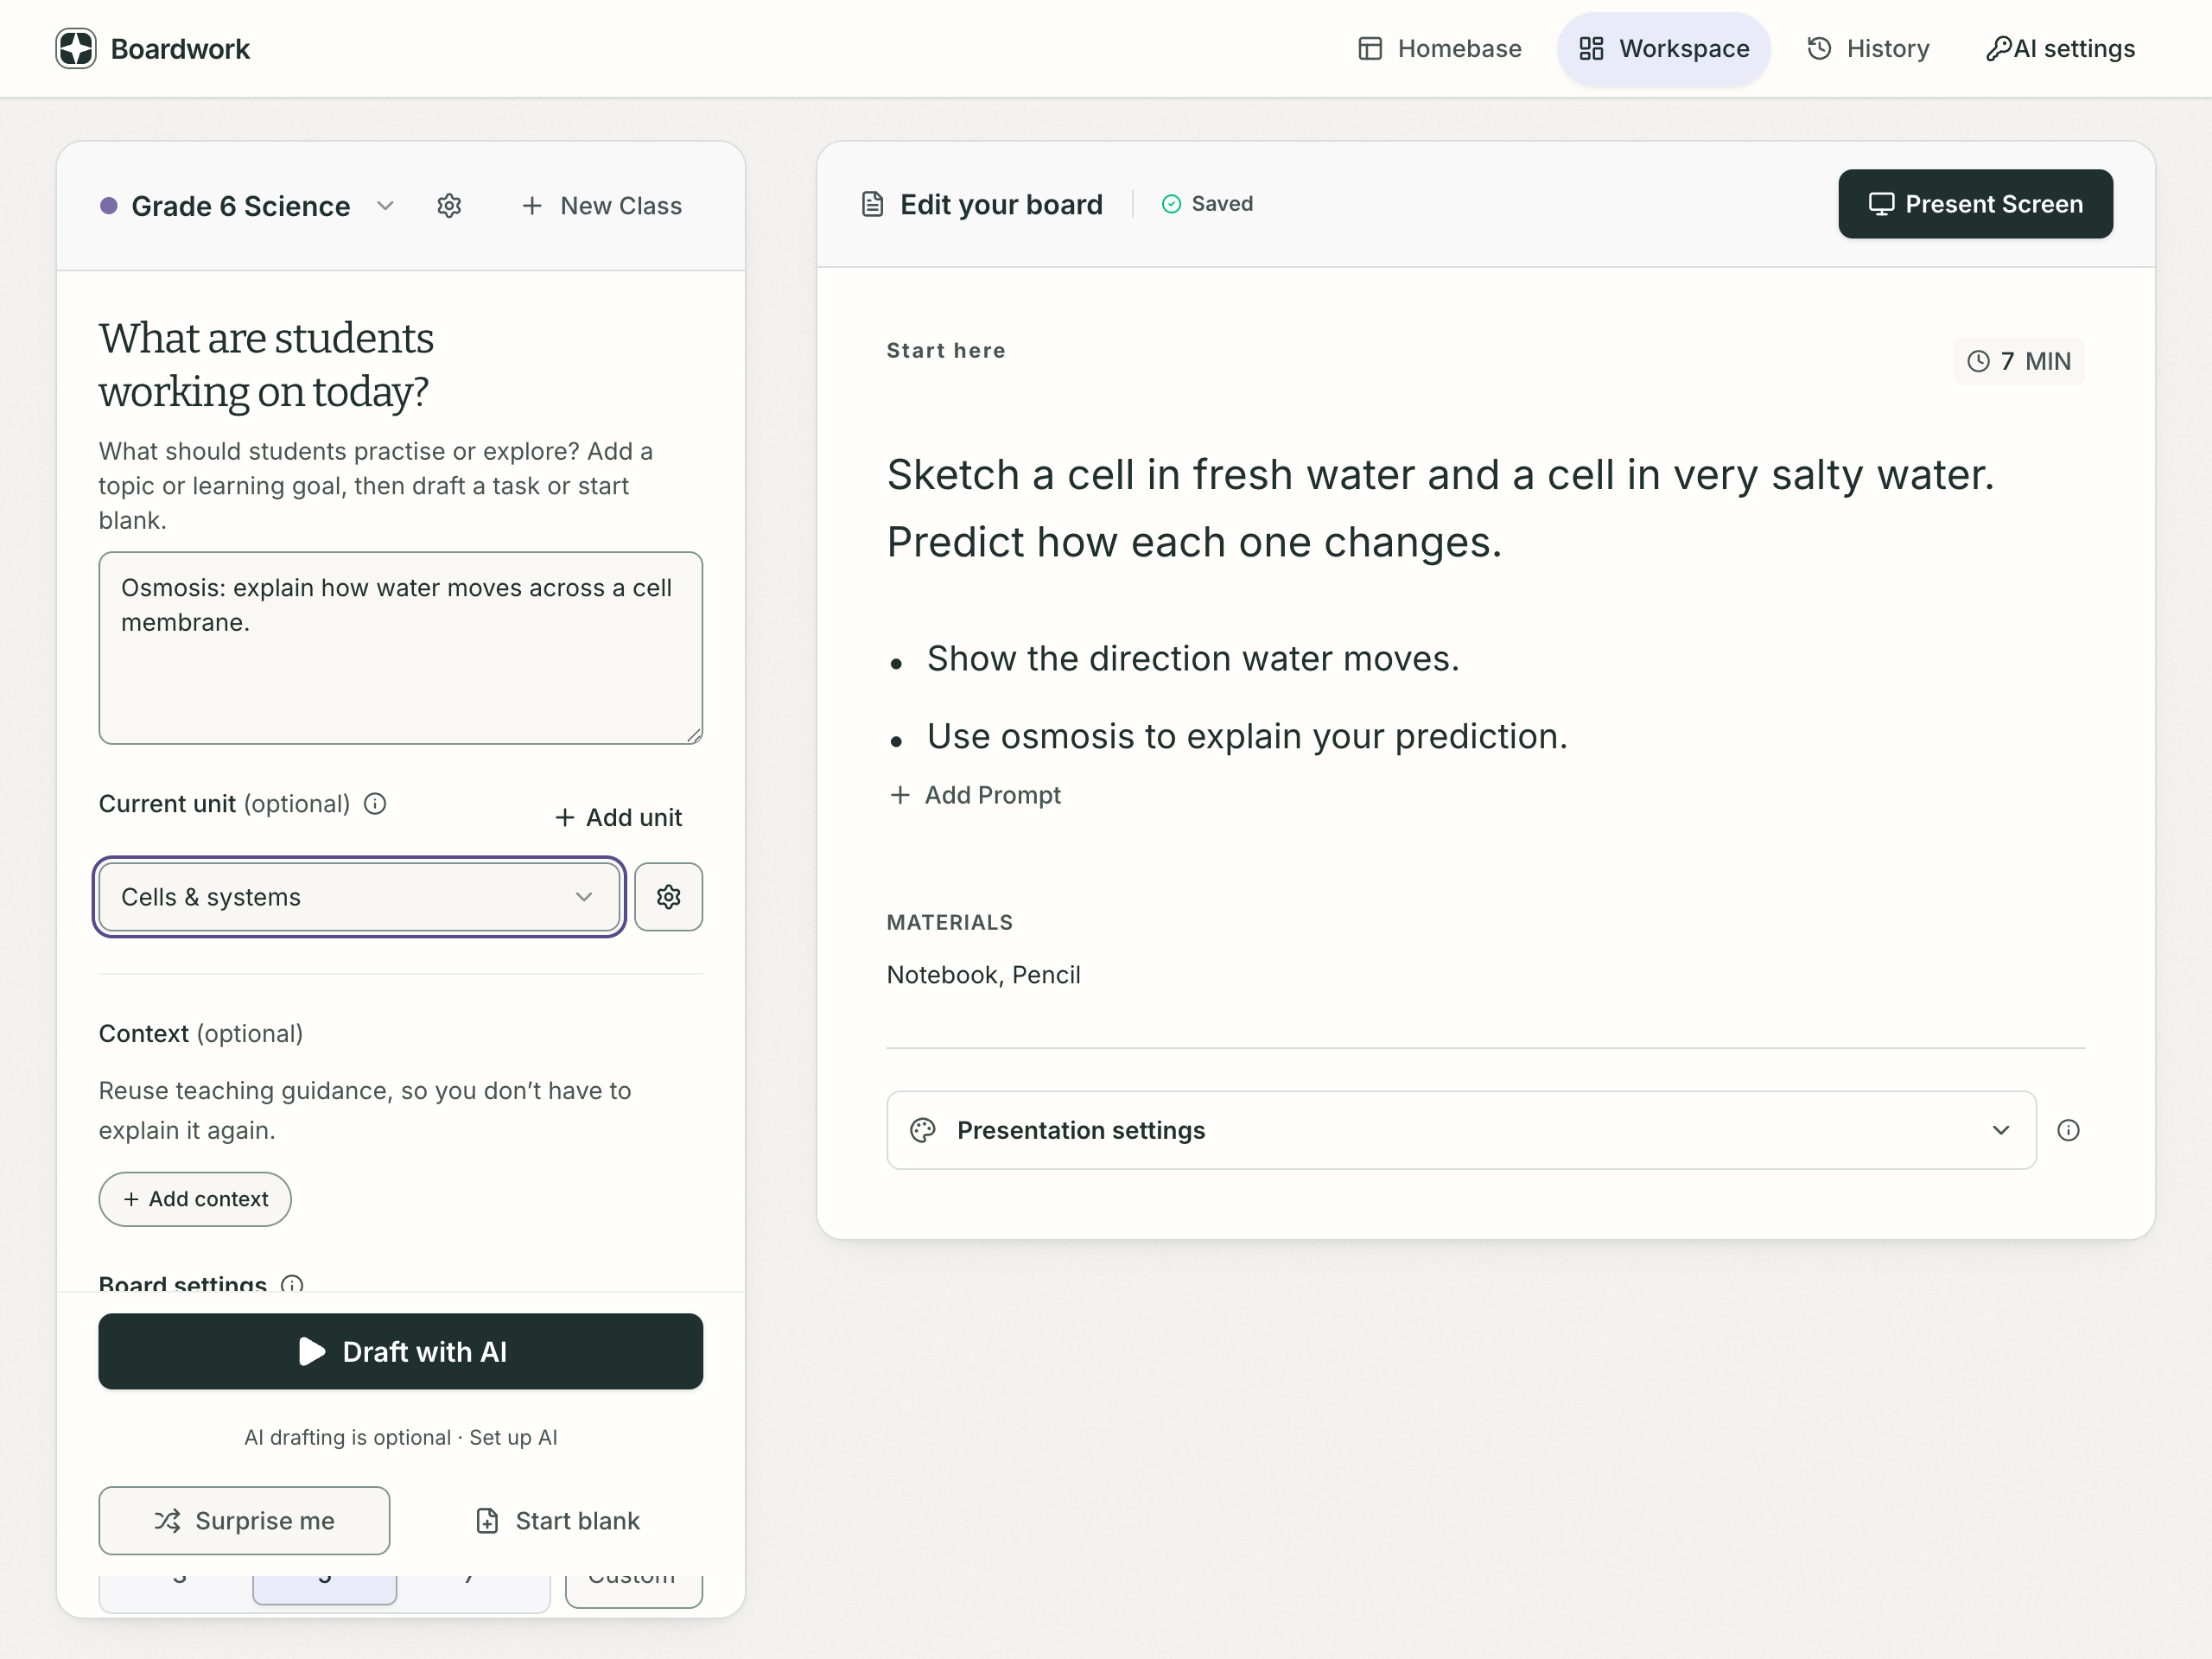 Boardwork
Homebase
Workspace
History
AI settings
Grade 6 Science
New Class
What are students
working on today?
What should students practise or explore? Add a
topic or learning goal, then draft a task or start
blank.
Osmosis: explain how water moves across a cell
membrane.
Current unit (optional)
Add unit
Cells & systems
Context (optional)
Reuse teaching guidance, so you don’t have to
explain it again.
Add context
Board settings
Draft with AI
AI drafting is optional · Set up AI
Surprise me
Start blank
Custom
Edit your board
Saved
Present Screen
Start here
7 MIN
Sketch a cell in fresh water and a cell in very salty water.
Predict how each one changes.
• Show the direction water moves.
• Use osmosis to explain your prediction.
Add Prompt
MATERIALS
Notebook, Pencil
Presentation settings